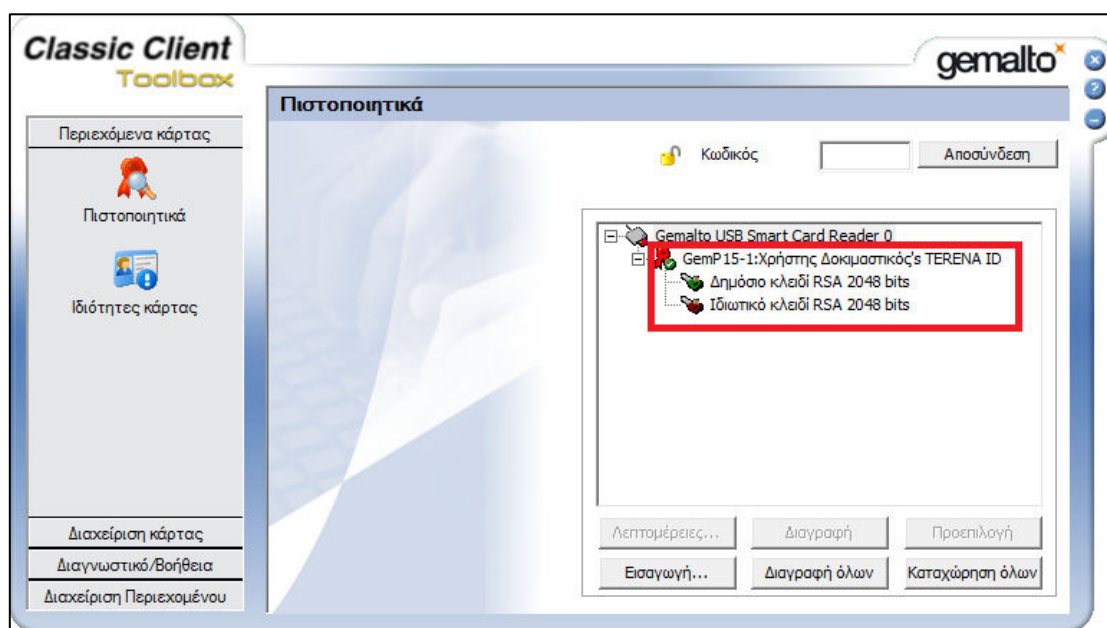 Classic Client
Toolbox
gemalto
Πιστοποιητικά
Περιεχόμενα κάρτας
Πιστοποιητικά
Ιδιότητες κάρτας
Διαχείριση κάρτας
Διαγνωστικό/Βοήθεια
Διαχείριση Περιεχομένου
Κωδικός
Αποσύνδεση
Gemalto USB Smart Card Reader 0
GemP15-1:Χρήστης Δοκιμαστικός's TERENA ID
Δημόσιο κλειδί RSA 2048 bits
Ιδιωτικό κλειδί RSA 2048 bits
Λεπτομέρειες...
Διαγραφή
Προεπιλογή
Εισαγωγή...
Διαγραφή όλων
Καταχώρηση όλων